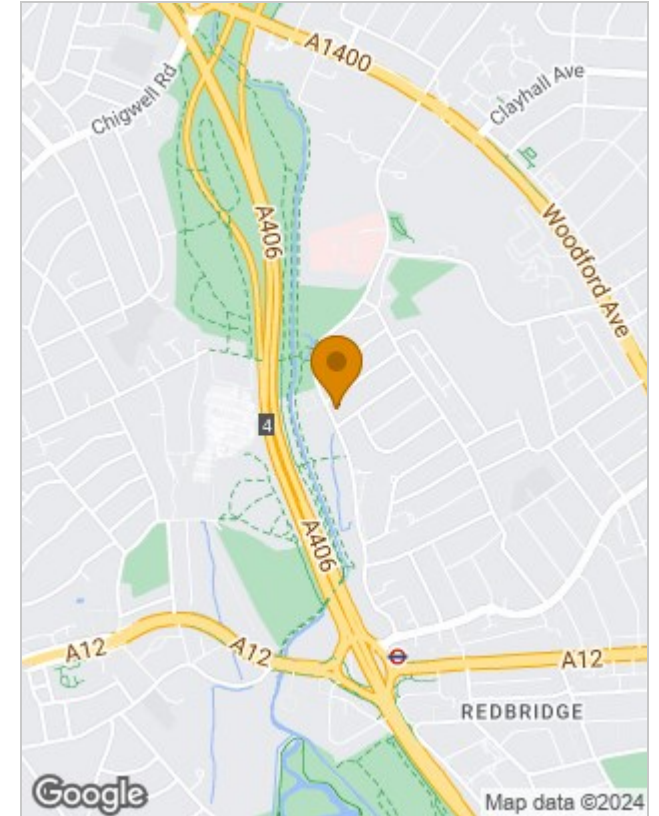 A1400
Clayhall Ave
Chigwell Rd
A406
Woodford Ave
4
A406
A12
A12
A12
REDBRIDGE
Google
Map data ©2024